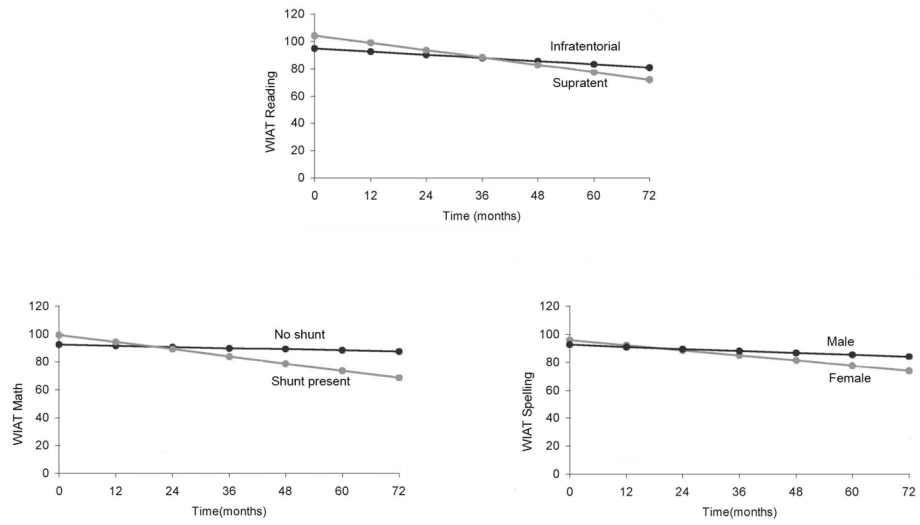 120
100
80
60
40
20
0
WIAT Reading
Infratentorial
Supratent
0 12 24 36 48 60 72
Time (months)
120
100
80
60
40
20
0
WIAT Math
No shunt
Shunt present
0 12 24 36 48 60 72
Time(months)
120
100
80
60
40
20
0
WIAT Spelling
Male
Female
0 12 24 36 48 60 72
Time(months)